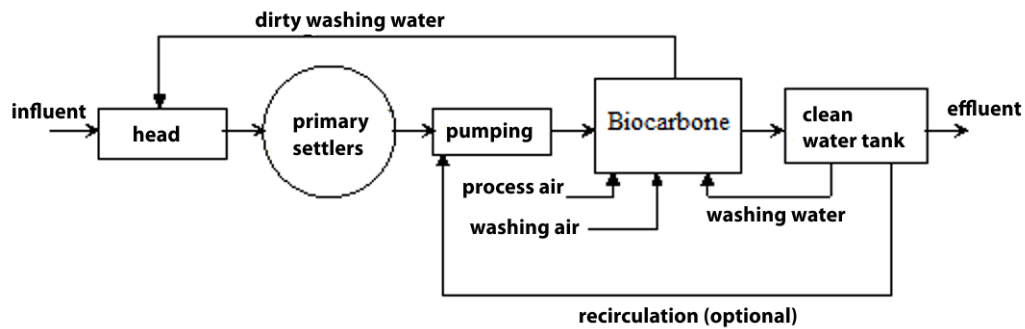 dirty washing water
influent
head
primary
settlers
pumping
Biocarbone
clean
water tank
effluent
process air
washing air
washing water
recirculation (optional)